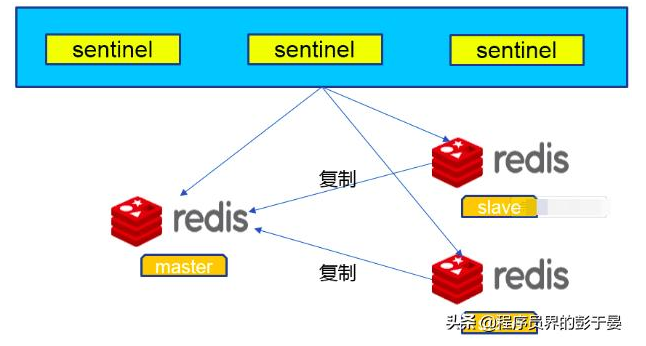 sentinel
sentinel
sentinel
redis
复制
slave
redis
master
复制
redis
头条 @程序员界的彭于晏